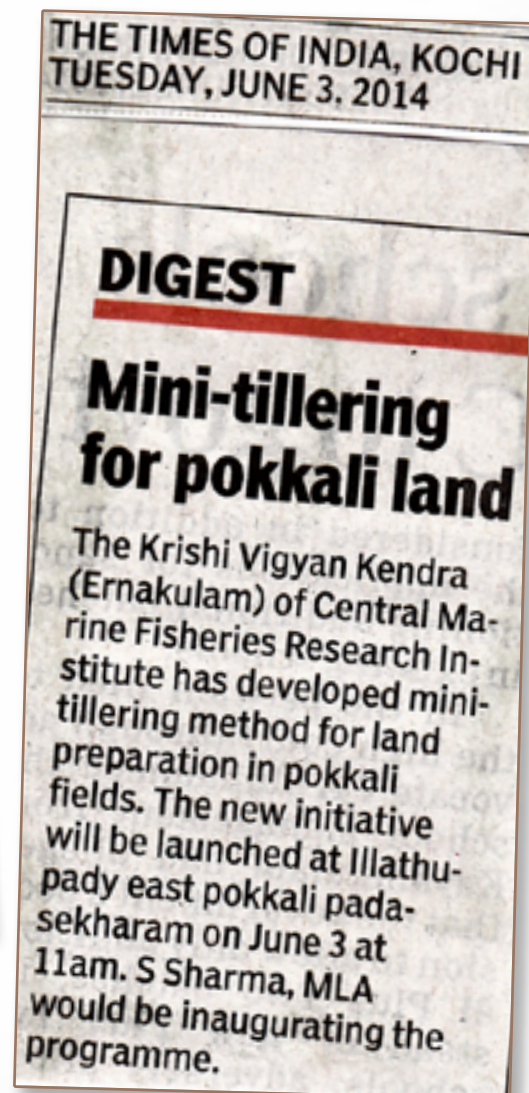 THE TIMES OF INDIA, KOCHI
TUESDAY, JUNE 3, 2014
DIGEST
Mini-tillering
for pokkali land
The Krishi Vigyan Kendra
(Ernakulam) of Central Ma-
rine Fisheries Research In-
stitute has developed mini-
tillering method for land
preparation in pokkali
fields. The new initiative
will be launched at Illathu-
pady east pokkali pada-
sekharam on June 3 at
11am. S Sharma, MLA
would be inaugurating the
programme.